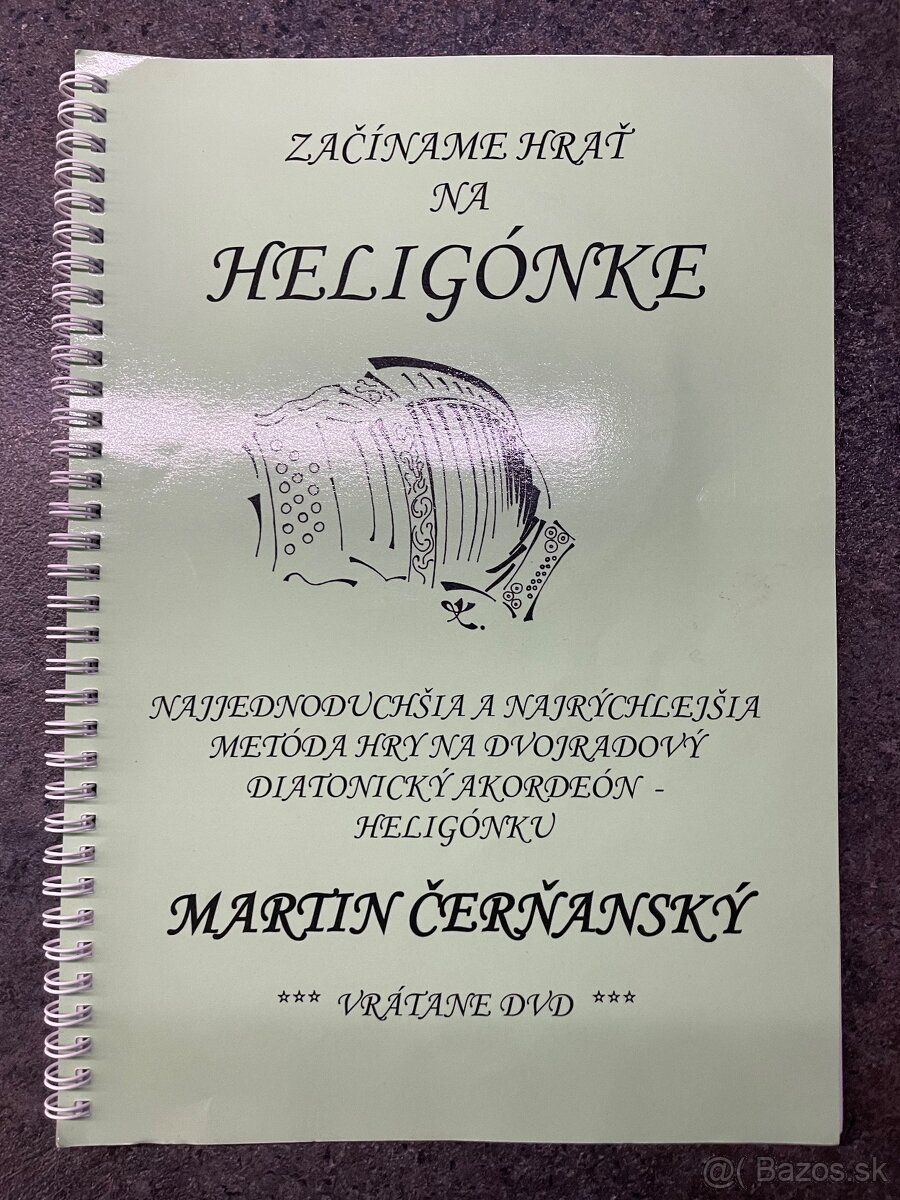 ZAČÍNAME HRAŤ
NA
HELIGÓNKE
NAJJEDNODUCHŠIA A NAJRÝCHLEJŠIA
METÓDA HRY NA DVOJRADOVÝ
DIATONICKÝ AKORDEÓN -
HELIGÓNKU
MARTIN ČERŇANSKÝ
*** VRÁTANE DVD ***
@( Bazos.sk